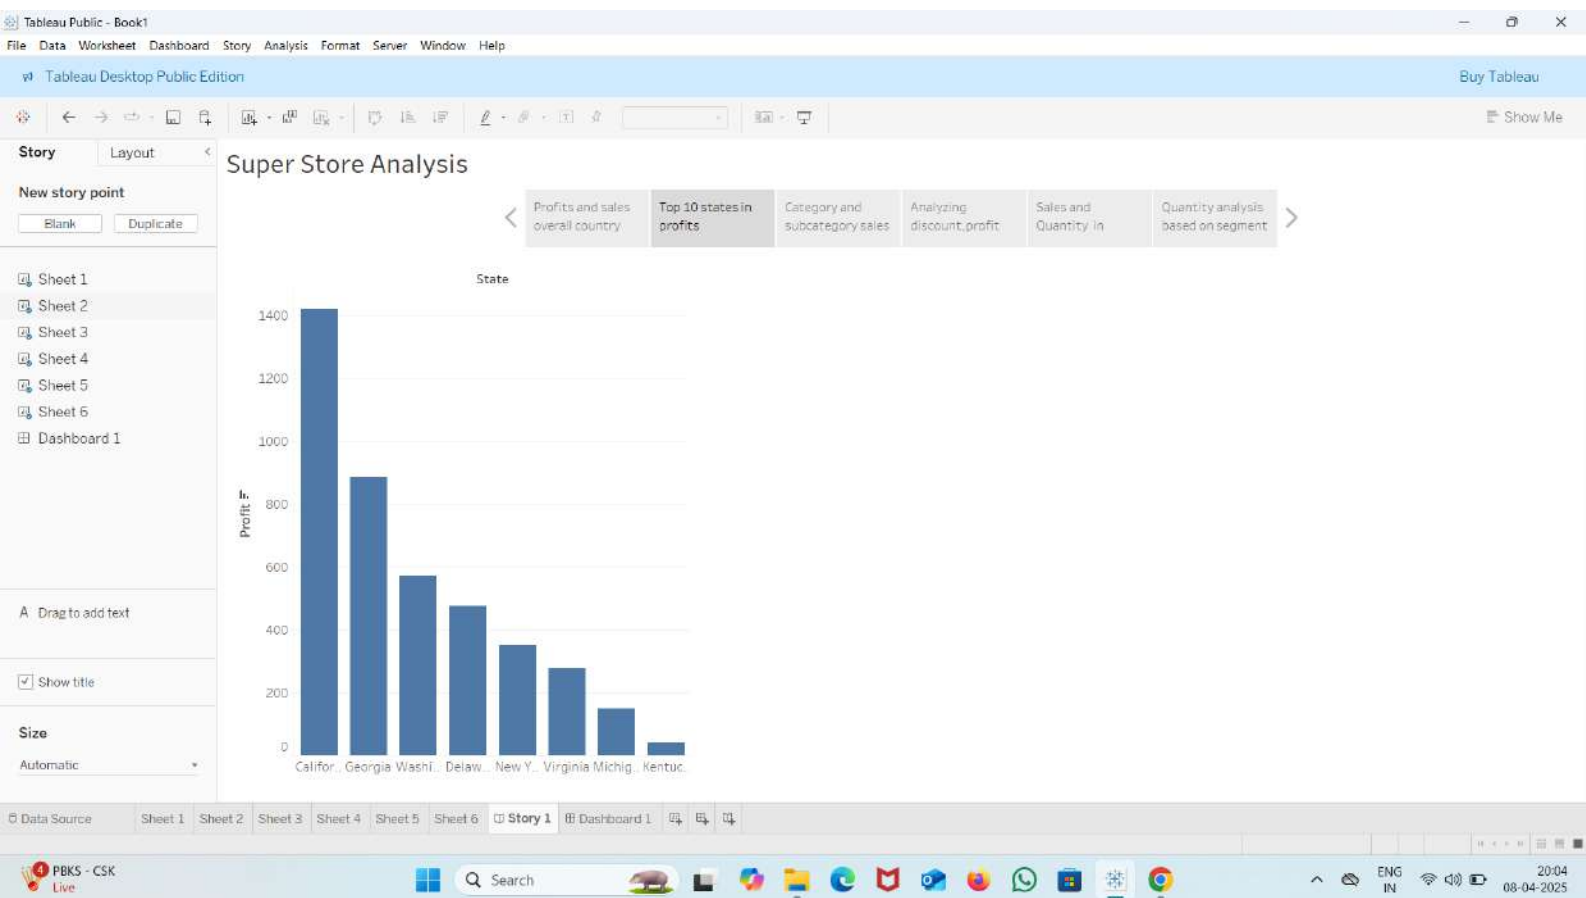 Tableau Public - Book1
File Data Worksheet Dashboard Story Analysis Format Server Window Help
Tableau Desktop Public Edition
Buy Tableau
Show Me
Story Layout
New story point
Blank Duplicate
Sheet 1
Sheet 2
Sheet 3
Sheet 4
Sheet 5
Sheet 6
Dashboard 1
A Drag to add text
Show title
Size
Automatic
Super Store Analysis
Profits and sales
overall country
Top 10 states in
profits
Category and
subcategory sales
Analyzing
discount,profit
Sales and
Quantity in
Quantity analysis
based on segment
State
1400
1200
1000
800
600
400
200
0
Profit
Califor.. Georgia Washi.. Delaw.. New Y.. Virginia Michig.. Kentuc..
Data Source Sheet 1 Sheet 2 Sheet 3 Sheet 4 Sheet 5 Sheet 6 Story 1 Dashboard 1
4
PBKS - CSK
Live
Search
ENG
IN
20:04
08-04-2025